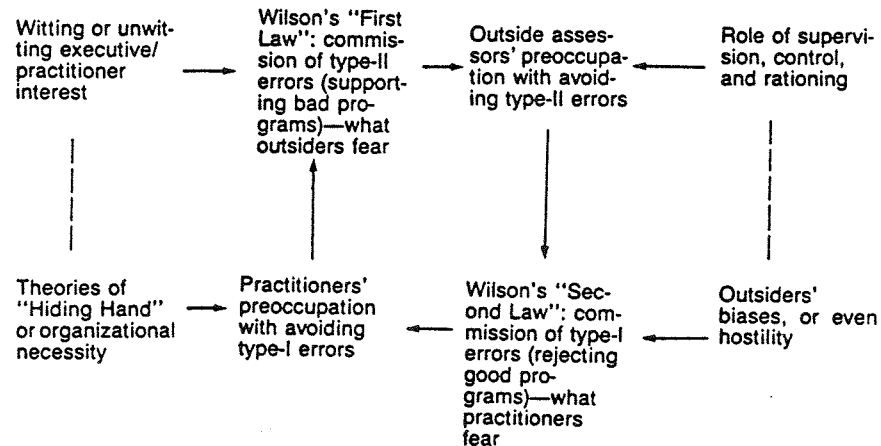 Witting or unwit-
ting executive/
practitioner
interest
Wilson's "First
Law": commis-
sion of type-II
errors (support-
ing bad pro-
grams)—what
outsiders fear
Outside asses-
sors' preoccupa-
tion with avoid-
ing type-II errors
Role of supervi-
sion, control,
and rationing
Theories of
"Hiding Hand"
or organizational
necessity
Practitioners'
preoccupation
with avoiding
type-I errors
Wilson's "Sec-
ond Law": com-
mission of type-I
errors (rejecting
good pro-
grams)—what
practitioners
fear
Outsiders'
biases, or even
hostility